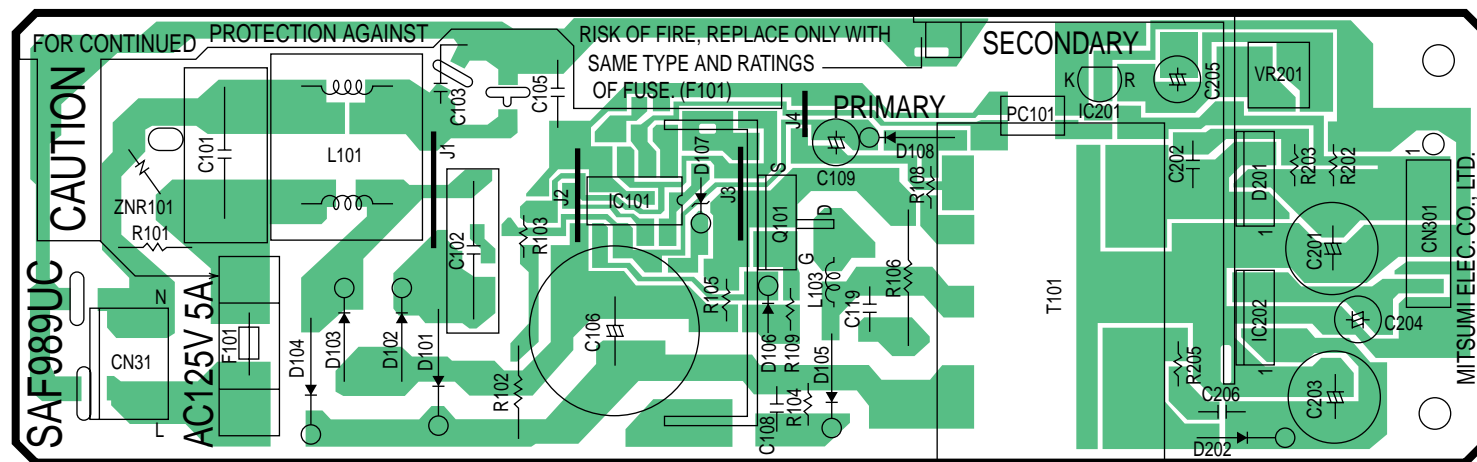 FOR CONTINUED PROTECTION AGAINST RISK OF FIRE, REPLACE ONLY WITH
SAME TYPE AND RATINGS
OF FUSE. (F101)
CAUTION
SECONDARY
PRIMARY
C101
L101
J1
C103
C105
J4
PC101
K
R
IC201
C205
VR201
ZNR101
R101
C102
R103
J2
IC101
D107
J3
S
Q101
D
G
C109
D108
R108
C202
D201
1
R203
R202
1
CN301
C201
SAF989UC
N
CN31
L
AC125V 5A
F101
D104
D103
D102
D101
R102
C106
R105
D106
R109
L103
C119
R106
D105
C108
R104
T101
IC202
1
R205
C206
D202
C204
C203
MITSUMI ELEC. CO., LTD.